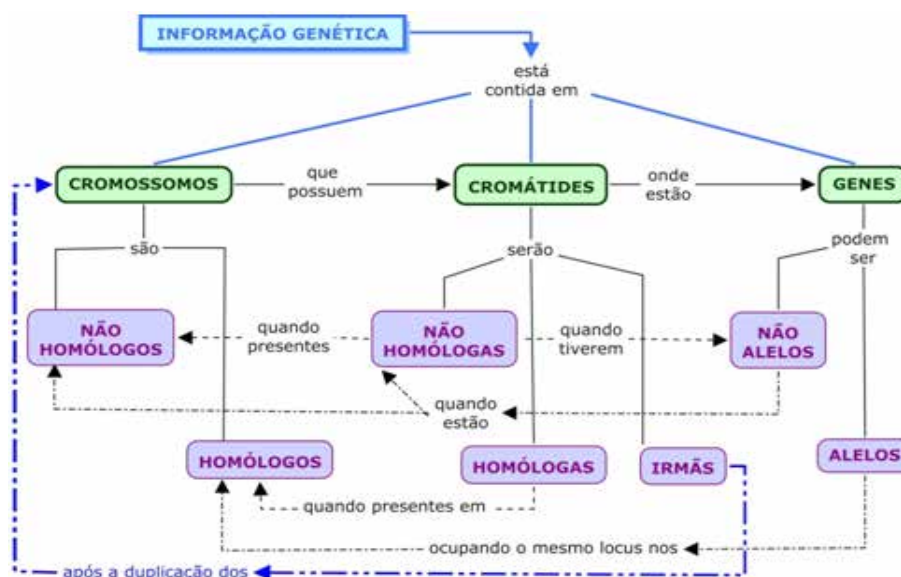 INFORMAÇÃO GENÉTICA
está
contida em
CROMOSSOMOS
que
possuem
CROMÁTIDES
onde
estão
GENES
são
serão
podem
ser
NÃO
HOMÓLOGOS
quando
presentes
NÃO
HOMÓLOGAS
quando
tiverem
NÃO
ALELOS
quando
estão
HOMÓLOGOS
HOMÓLOGAS
IRMÃS
ALELOS
quando presentes em
ocupando o mesmo locus nos
após a duplicação dos